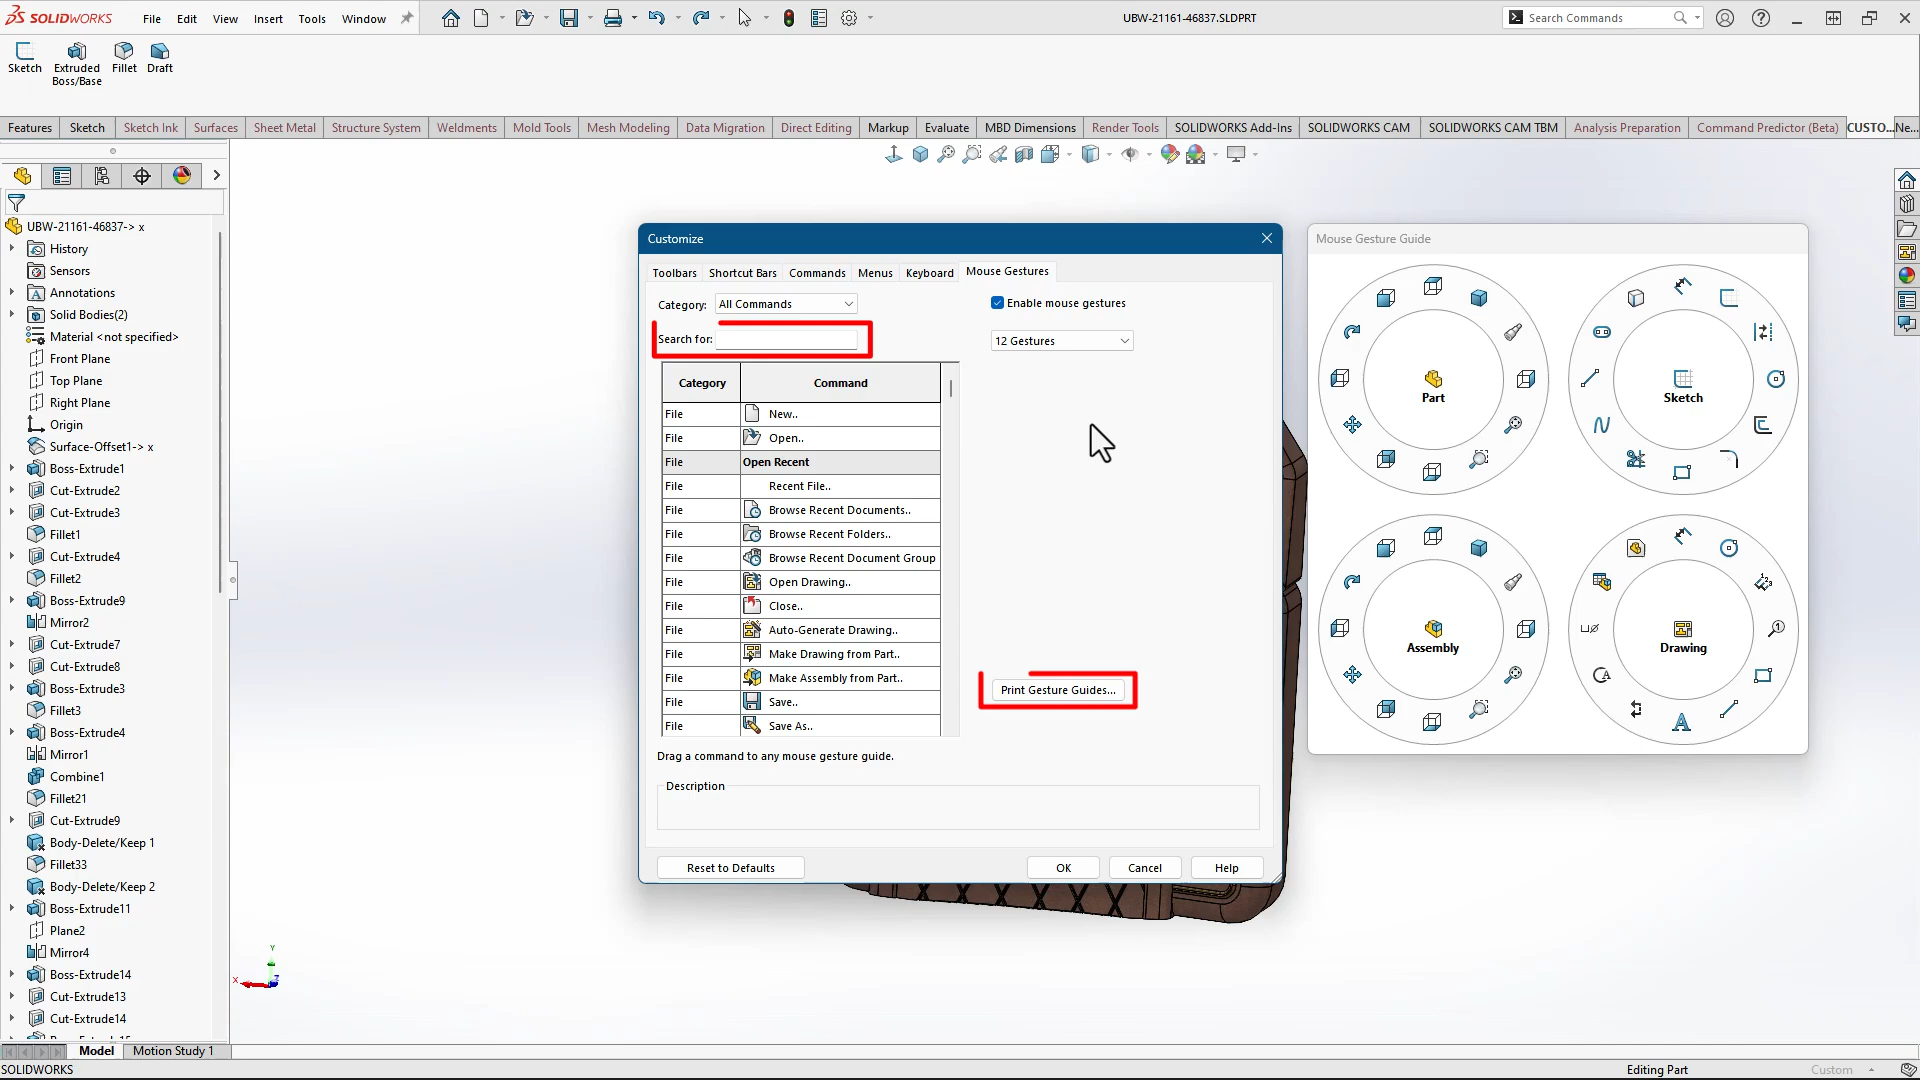 SOLIDWORKS
File Edit View Insert Tools Window
UBW-21161-46837.SLDPRT
Search Commands
Sketch
Extruded Boss/Base
Fillet
Draft
Features Sketch Sketch Ink Surfaces Sheet Metal Structure System Weldments Mold Tools Mesh Modeling Data Migration Direct Editing Markup Evaluate MBD Dimensions Render Tools SOLIDWORKS Add-Ins SOLIDWORKS CAM SOLIDWORKS CAM TBM Analysis Preparation Command Predictor (Beta) CUSTO... Ne...
UBW-21161-46837-> x
History
Sensors
Annotations
Solid Bodies(2)
Material <not specified>
Front Plane
Top Plane
Right Plane
Origin
Surface-Offset1-> x
Boss-Extrude1
Cut-Extrude2
Cut-Extrude3
Fillet1
Cut-Extrude4
Fillet2
Boss-Extrude9
Mirror2
Cut-Extrude7
Cut-Extrude8
Boss-Extrude3
Fillet3
Boss-Extrude4
Mirror1
Combine1
Fillet21
Cut-Extrude9
Body-Delete/Keep 1
Fillet33
Body-Delete/Keep 2
Boss-Extrude11
Plane2
Mirror4
Boss-Extrude14
Cut-Extrude13
Cut-Extrude14
Customize
Toolbars Shortcut Bars Commands Menus Keyboard Mouse Gestures
Category: All Commands
Enable mouse gestures
Search for:
12 Gestures
Category Command
File New..
File Open..
File Open Recent
File Recent File..
File Browse Recent Documents..
File Browse Recent Folders..
File Browse Recent Document Group
File Open Drawing..
File Close..
File Auto-Generate Drawing..
File Make Drawing from Part..
File Make Assembly from Part..
File Save..
File Save As..
Print Gesture Guides...
Drag a command to any mouse gesture guide.
Description
Reset to Defaults OK Cancel Help
Mouse Gesture Guide
Part
Sketch
Assembly
Drawing
Y
X
Z
Model Motion Study 1
SOLIDWORKS
Editing Part
Custom